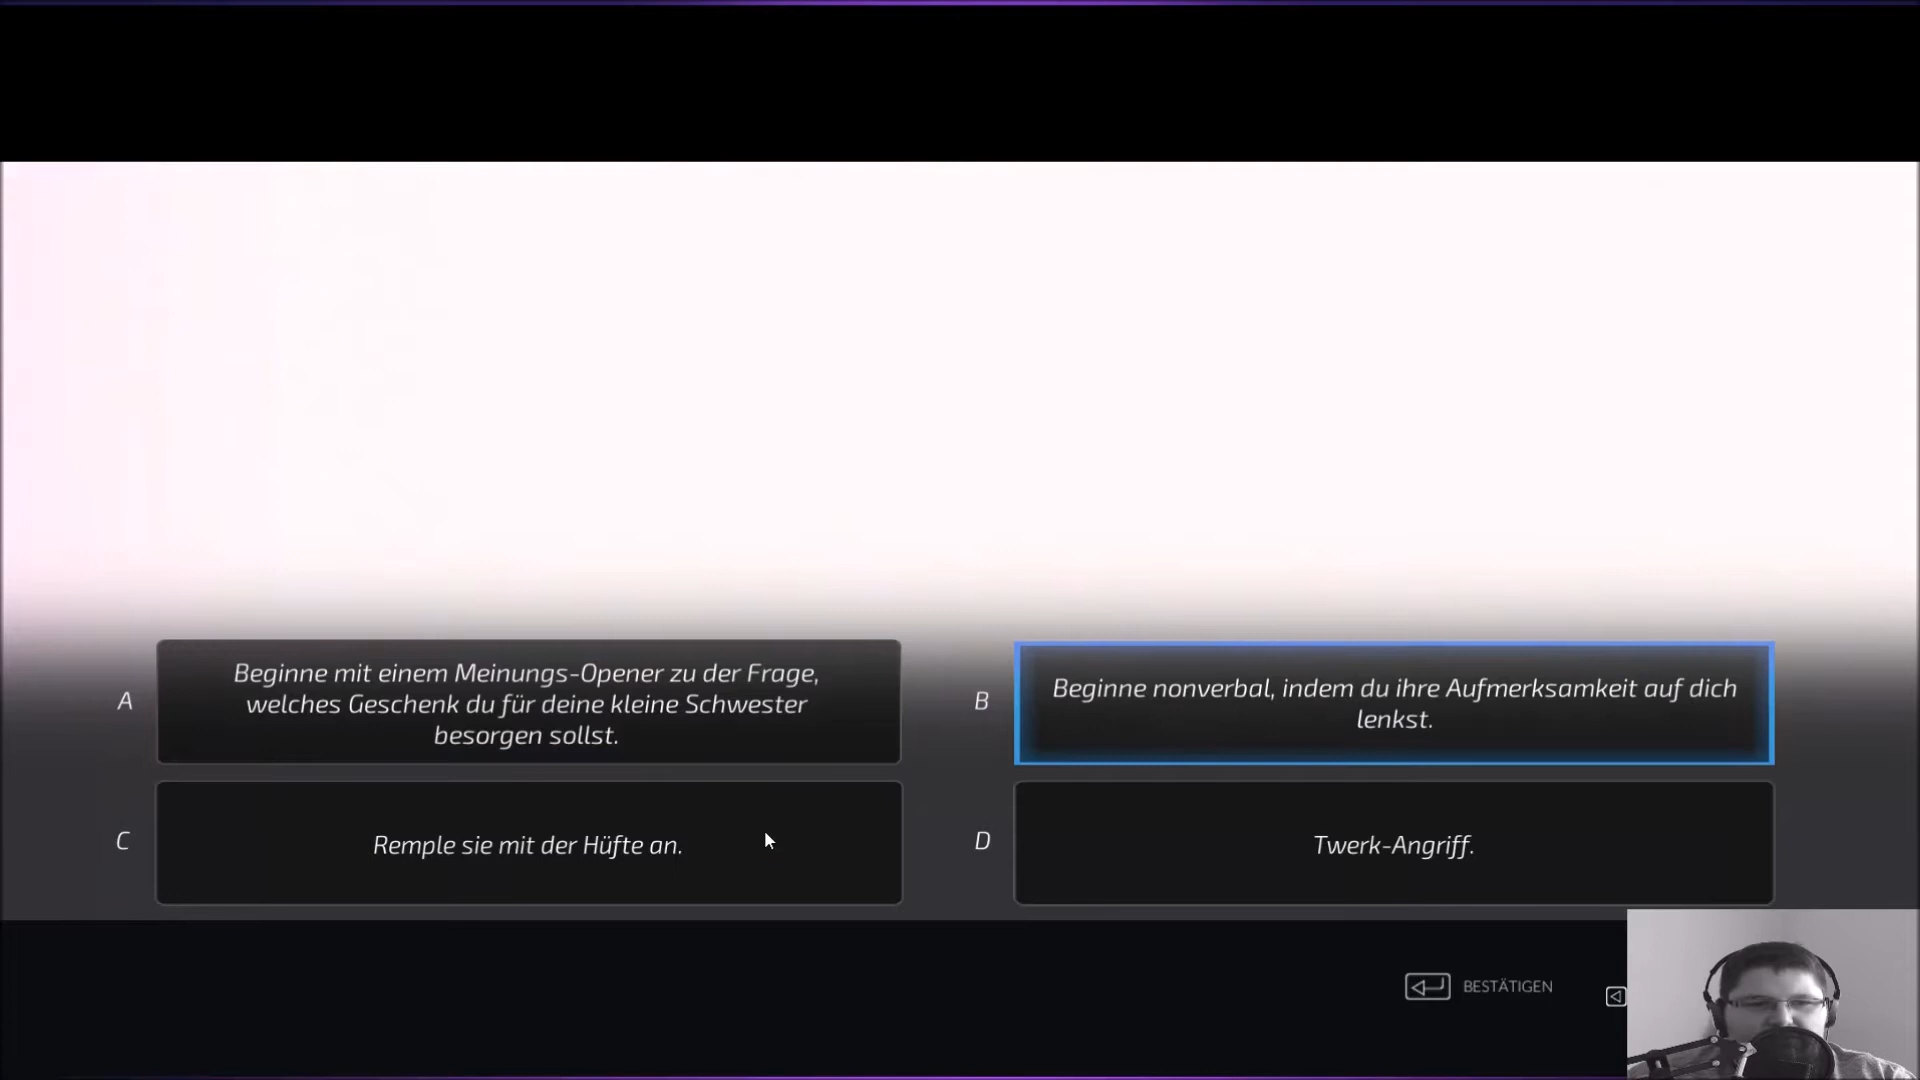 A
Beginne mit einem Meinungs-Opener zu der Frage,
welches Geschenk du für deine kleine Schwester
besorgen sollst.
B
Beginne nonverbal, indem du ihre Aufmerksamkeit auf dich
lenkst.
C
Remple sie mit der Hüfte an.
D
Twerk-Angriff.
BESTÄTIGEN